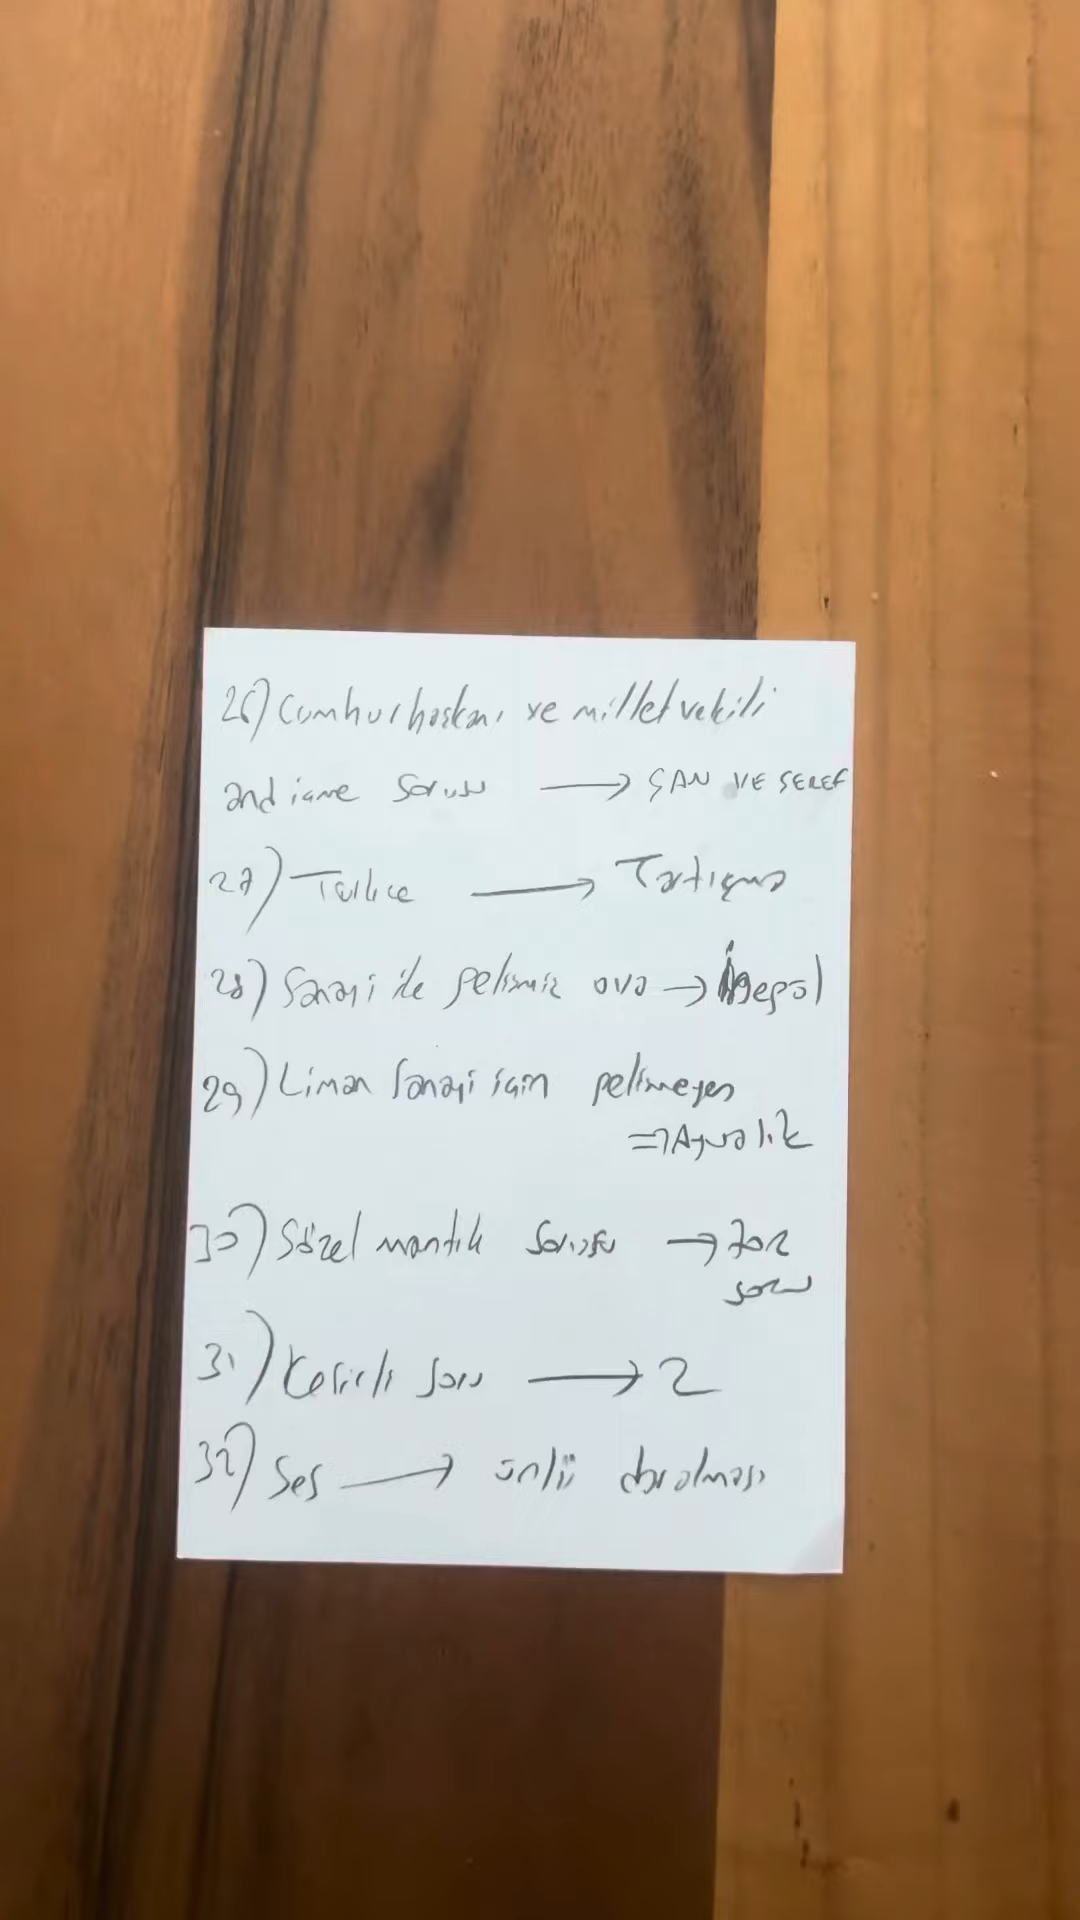 26) Cumhurbaşkanı ve milletvekili
and içme sorusu → ŞAN VE ŞEREF
27) Türkçe → Tartışma
28) Sanayi ile gelişmiş ova → İnegöl
29) Liman sanayi için gelişmeyen
⇒ Ayvalık
30) Sözel mantık sorusu → zor
soru
31) Kesirli soru → 2
32) Ses → ünlü daralması